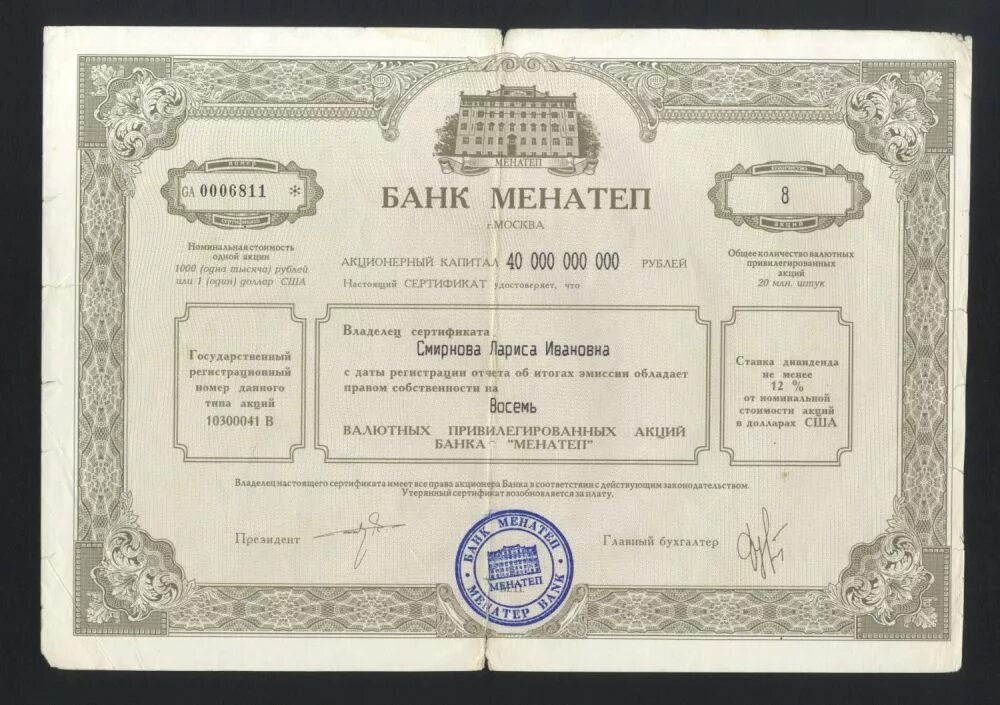 МЕНАТЕП
номер
GA 0006811 *
сертификата
количество
8
акций
БАНК МЕНАТЕП
г.МОСКВА
Номинальная стоимость
одной акции
1000 (одна тысяча) рублей
или 1 (один) доллар США
АКЦИОНЕРНЫЙ КАПИТАЛ 40 000 000 000 РУБЛЕЙ
Настоящий СЕРТИФИКАТ удостоверяет, что
Общее количество валютных
привилегированных
акций
20 млн. штук
Государственный
регистрационный
номер данного
типа акций
10300041 В
Владелец сертификата
Смирнова Лариса Ивановна
с даты регистрации отчета об итогах эмиссии обладает
правом собственности на
Восемь
ВАЛЮТНЫХ ПРИВИЛЕГИРОВАННЫХ АКЦИЙ
БАНКА "МЕНАТЕП"
Ставка дивиденда
не менее
12 %
от номинальной
стоимости акций
в долларах США
Владелец настоящего сертификата имеет все права акционера Банка в соответствии с действующим законодательством.
Утерянный сертификат возобновляется за плату.
Президент
Главный бухгалтер
БАНК МЕНАТЕП
МЕНАТЕП
М.П.
MENATEP BANK